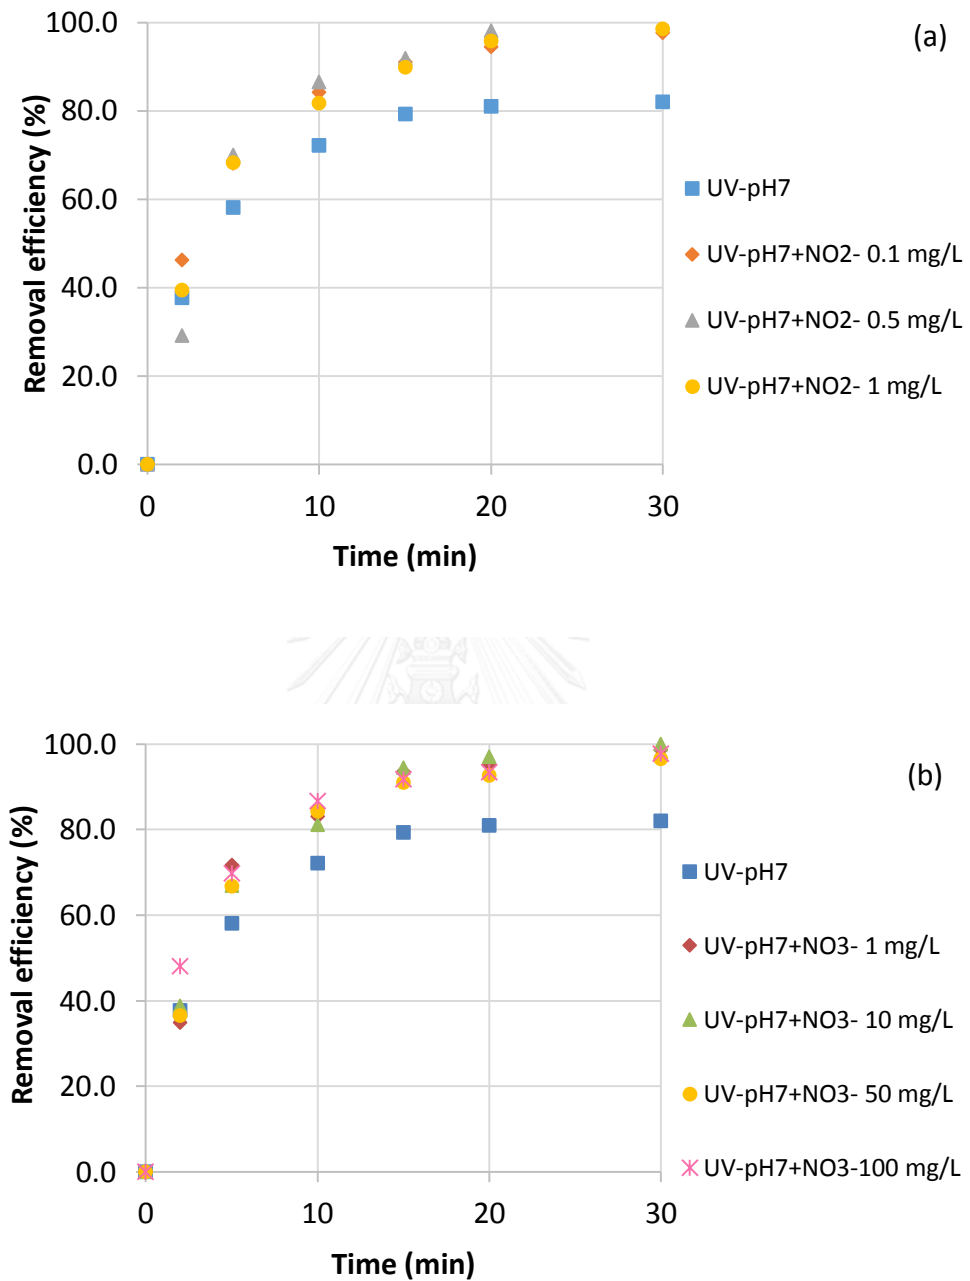 (a)
100.0
80.0
60.0
40.0
20.0
0.0
Removal efficiency (%)
0 10 20 30
Time (min)
UV-pH7
UV-pH7+NO2- 0.1 mg/L
UV-pH7+NO2- 0.5 mg/L
UV-pH7+NO2- 1 mg/L
(b)
100.0
80.0
60.0
40.0
20.0
0.0
Removal efficiency (%)
0 10 20 30
Time (min)
UV-pH7
UV-pH7+NO3- 1 mg/L
UV-pH7+NO3- 10 mg/L
UV-pH7+NO3- 50 mg/L
UV-pH7+NO3-100 mg/L